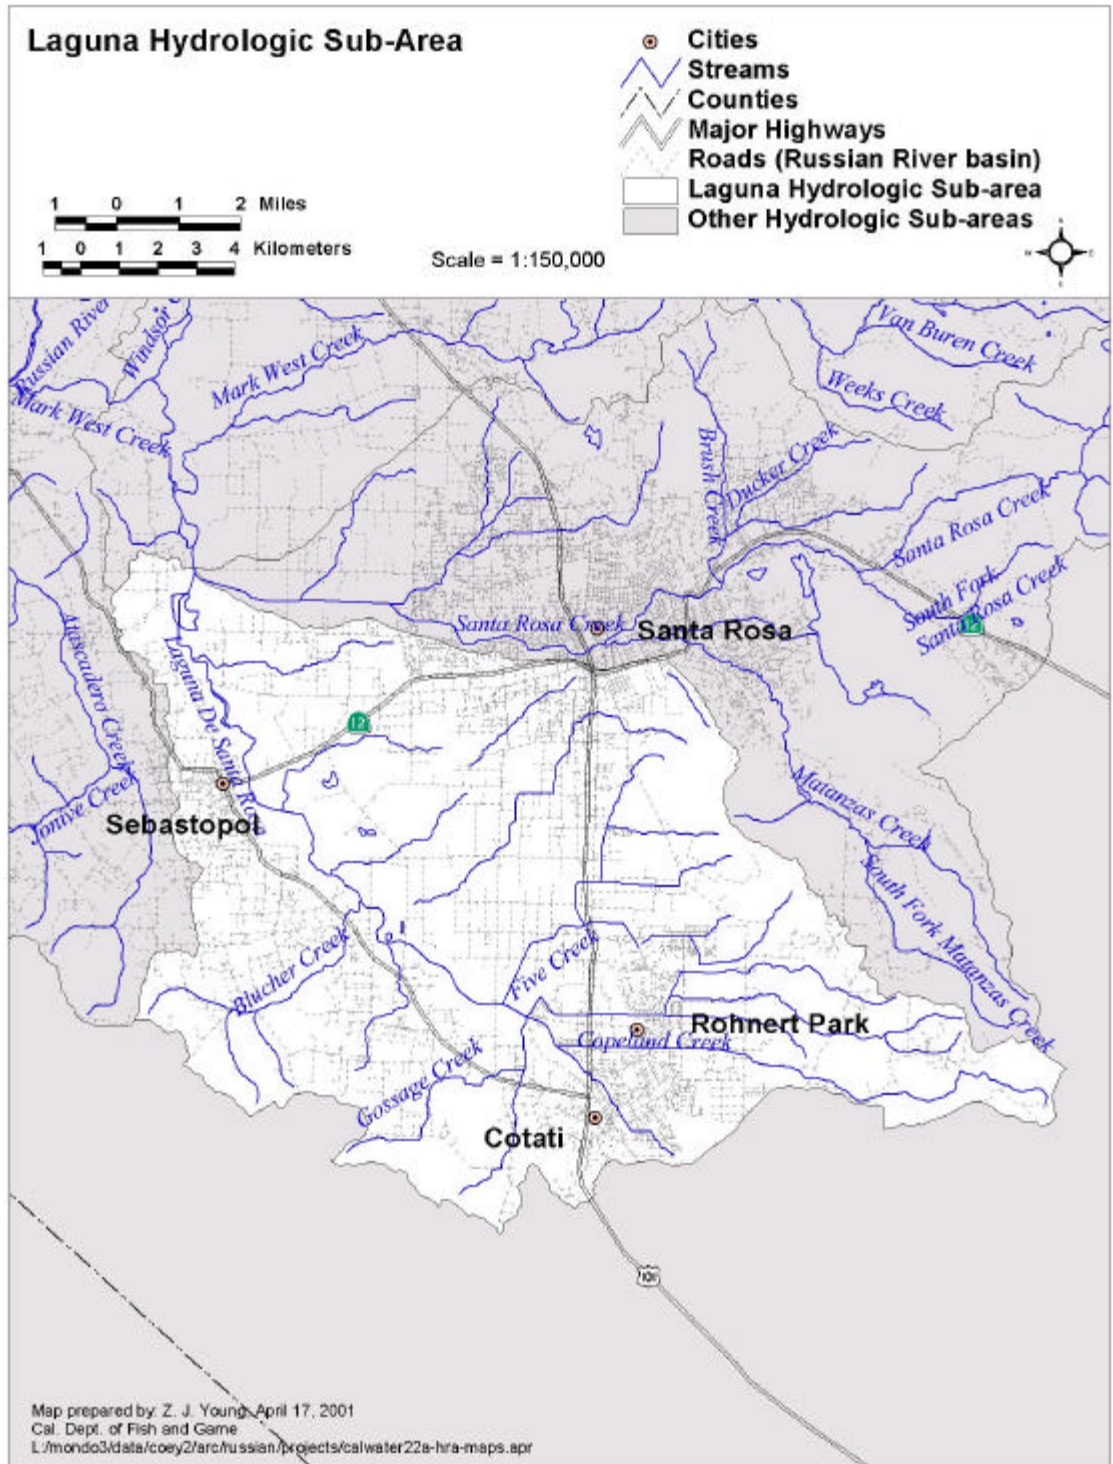 Laguna Hydrologic Sub-Area
Cities
Streams
Counties
Major Highways
Roads (Russian River basin)
Laguna Hydrologic Sub-area
Other Hydrologic Sub-areas
1 0 1 2 Miles
1 0 1 2 3 4 Kilometers
Scale = 1:150,000
Russian River
Windsor C
Mark West Creek
Mark West Creek
Van Buren Creek
Weeks Creek
Brush Creek
Ducker Creek
Santa Rosa Creek
South Fork
Santa Rosa Creek
12
Santa Rosa Creek
Santa Rosa
Atascadero Creek
Laguna De Santa Rosa
12
Jonive Creek
Sebastopol
Matanzas Creek
South Fork Matanzas Creek
Blucher Creek
Five Creek
Rohnert Park
Copeland Creek
Gossage Creek
Cotati
101
Map prepared by: Z. J. Young, April 17, 2001
Cal. Dept. of Fish and Game
L:/mondo3/data/coey2/arc/russian/projects/calwater22a-hra-maps.apr